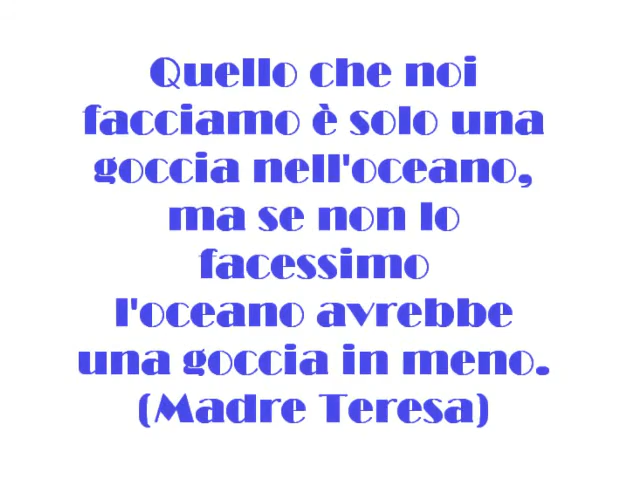 Quello che noi
facciamo è solo una
goccia nell'oceano,
ma se non lo
facessimo
l'oceano avrebbe
una goccia in meno.
(Madre Teresa)